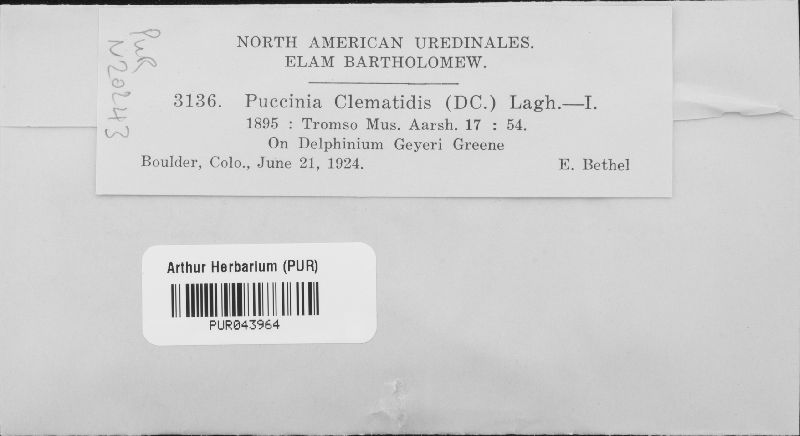 PUR
N20243
NORTH AMERICAN UREDINALES.
ELAM BARTHOLOMEW.
3136. Puccinia Clematidis (DC.) Lagh.—I.
1895 : Tromso Mus. Aarsh. 17 : 54.
On Delphinium Geyeri Greene
Boulder, Colo., June 21, 1924. E. Bethel
Arthur Herbarium (PUR)
PUR043964